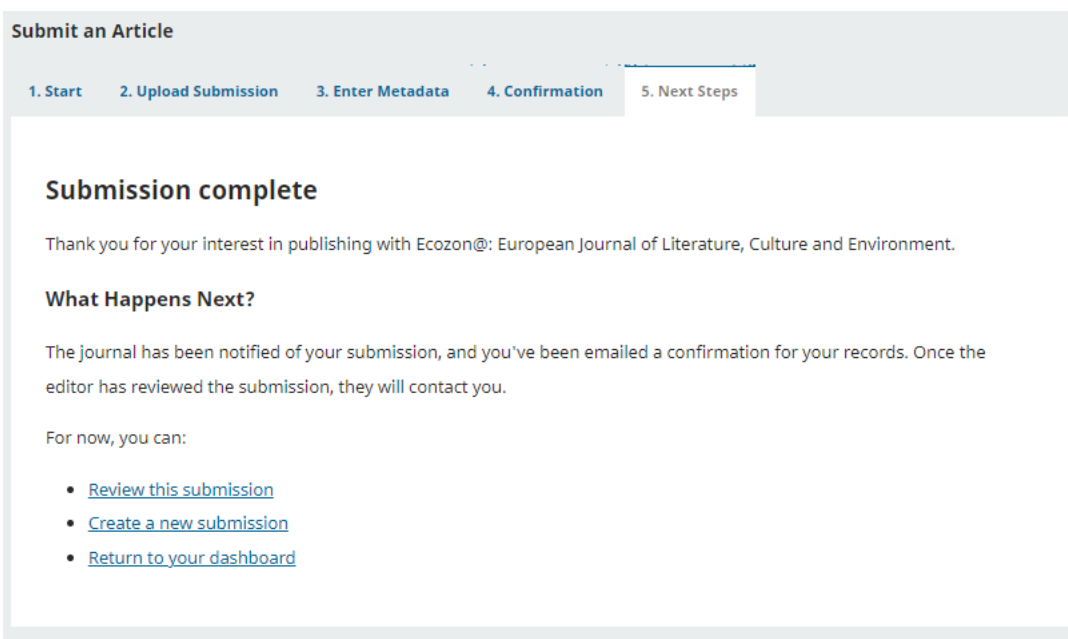 Submit an Article
1. Start 2. Upload Submission 3. Enter Metadata 4. Confirmation 5. Next Steps
Submission complete
Thank you for your interest in publishing with Ecozon@: European Journal of Literature, Culture and Environment.
What Happens Next?
The journal has been notified of your submission, and you've been emailed a confirmation for your records. Once the
editor has reviewed the submission, they will contact you.
For now, you can:
• Review this submission
• Create a new submission
• Return to your dashboard